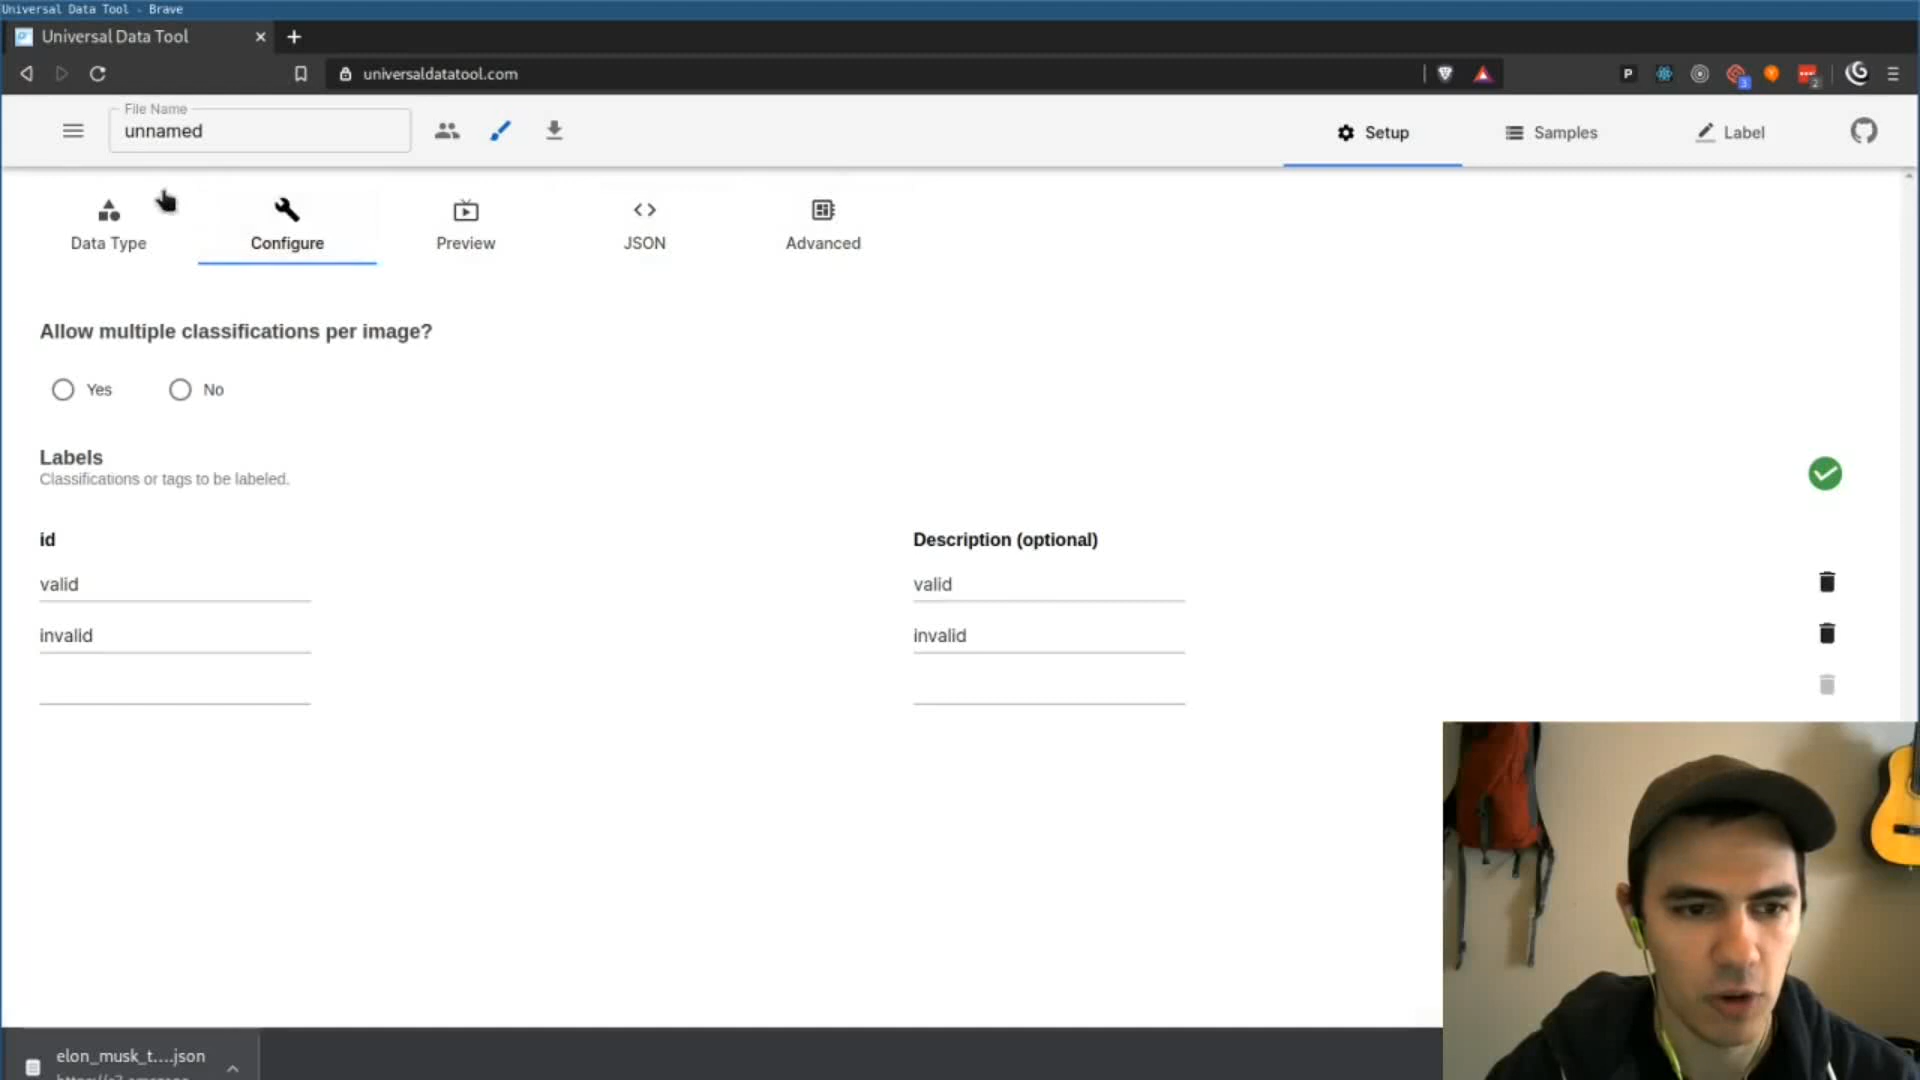 Universal Data Tool - Brave
Universal Data Tool
universaldatatool.com
P
3
2
File Name
unnamed
Setup
Samples
Label
Data Type
Configure
Preview
JSON
Advanced
Allow multiple classifications per image?
Yes
No
Labels
Classifications or tags to be labeled.
id
Description (optional)
valid
valid
invalid
invalid
elon_musk_t....json